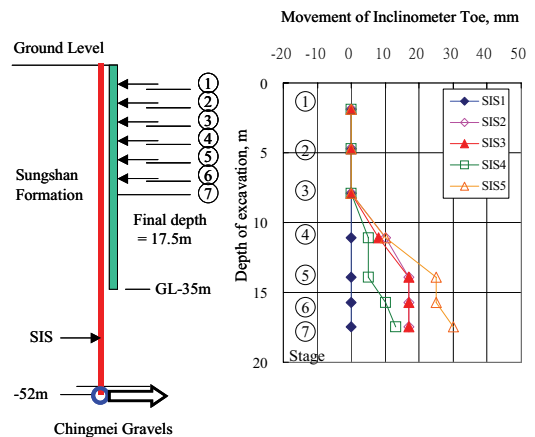 Movement of Inclinometer Toe, mm
Ground Level
-20 -10 0 10 20 30 40 50
1
2
3
4
5
6
7
Sungshan
Formation
Final depth
= 17.5m
GL-35m
SIS
-52m
Chingmei Gravels
Depth of excavation, m
0
5
10
15
20
1
2
3
4
5
6
7
Stage
SIS1
SIS2
SIS3
SIS4
SIS5